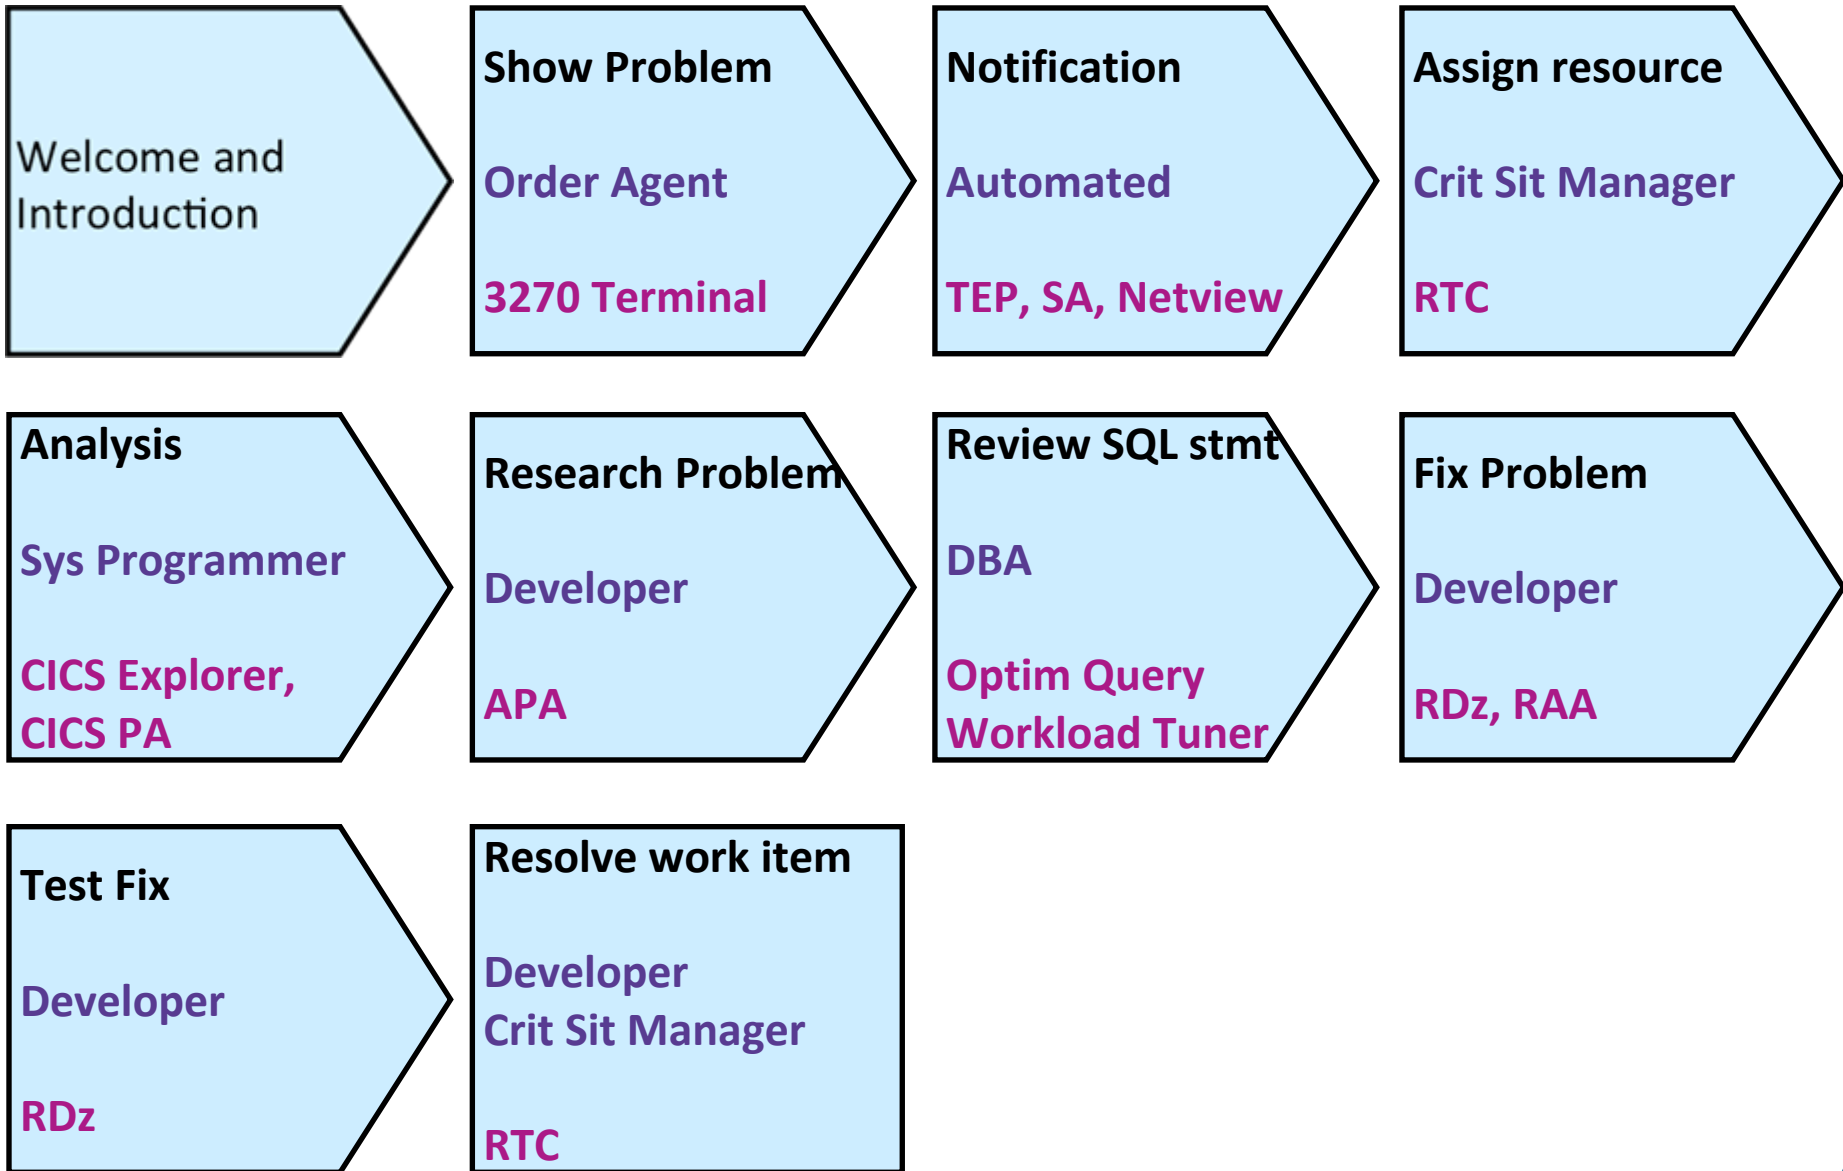 Welcome and
Introduction
Show Problem
Order Agent
3270 Terminal
Notification
Automated
TEP, SA, Netview
Assign resource
Crit Sit Manager
RTC
Analysis
Sys Programmer
CICS Explorer,
CICS PA
Research Problem
Developer
APA
Review SQL stmt
DBA
Optim Query
Workload Tuner
Fix Problem
Developer
RDz, RAA
Test Fix
Developer
RDz
Resolve work item
Developer
Crit Sit Manager
RTC